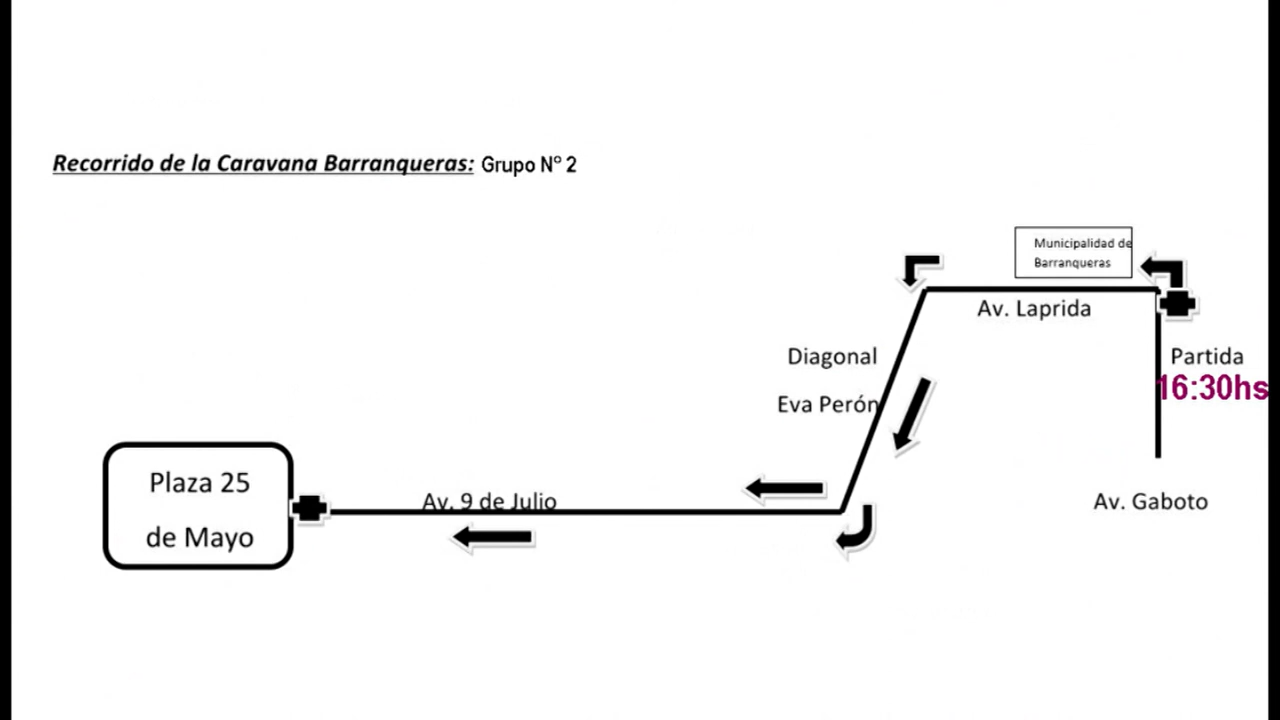 Recorrido de la Caravana Barranqueras: Grupo Nº 2
Municipalidad de
Barranqueras
Av. Laprida
Diagonal
Eva Perón
Partida
16:30hs
Plaza 25
de Mayo
Av. 9 de Julio
Av. Gaboto